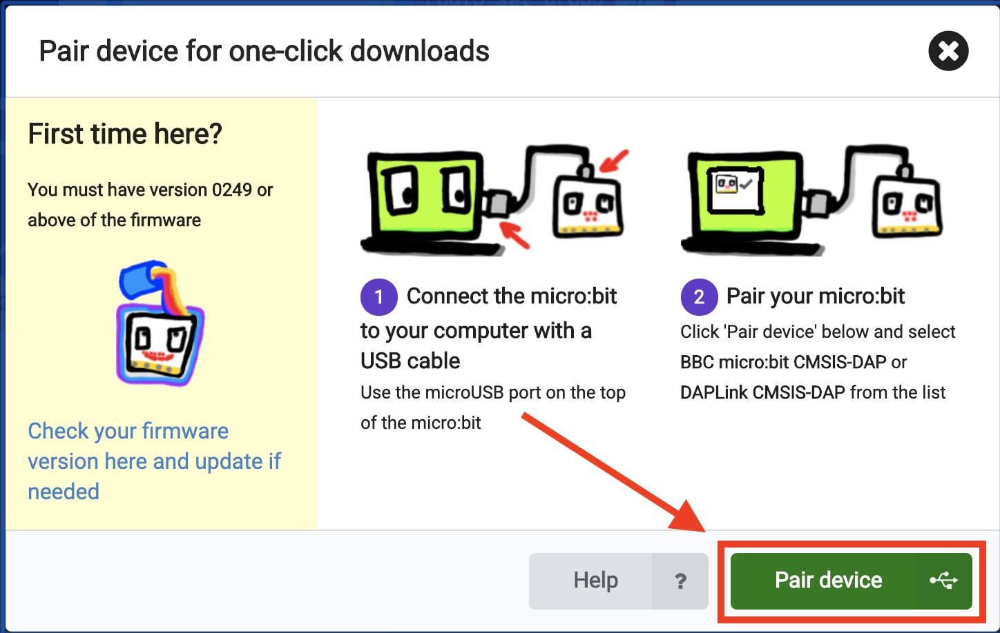 Pair device for one-click downloads
First time here?
You must have version 0249 or
above of the firmware
Check your firmware
version here and update if
needed
1 Connect the micro:bit
to your computer with a
USB cable
Use the microUSB port on the top
of the micro:bit
2 Pair your micro:bit
Click 'Pair device' below and select
BBC micro:bit CMSIS-DAP or
DAPLink CMSIS-DAP from the list
Help ?
Pair device